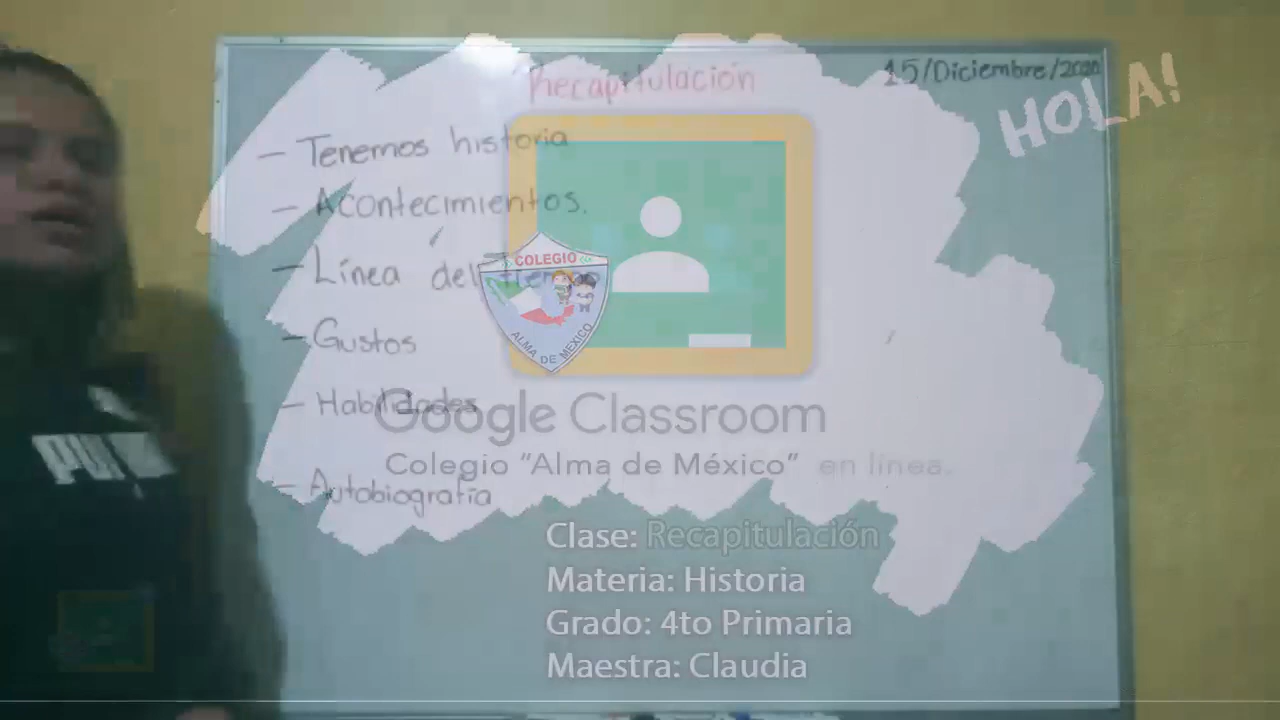 Recapitulación
15/Diciembre/2020
HOLA!
- Tenemos historia
- Acontecimientos.
- Línea del
- Gustos
- Habilidades
- Autobiografía
COLEGIO
ALMA DE MEXICO
Google Classroom
Colegio "Alma de México" en línea.
Clase: Recapitulación
Materia: Historia
Grado: 4to Primaria
Maestra: Claudia